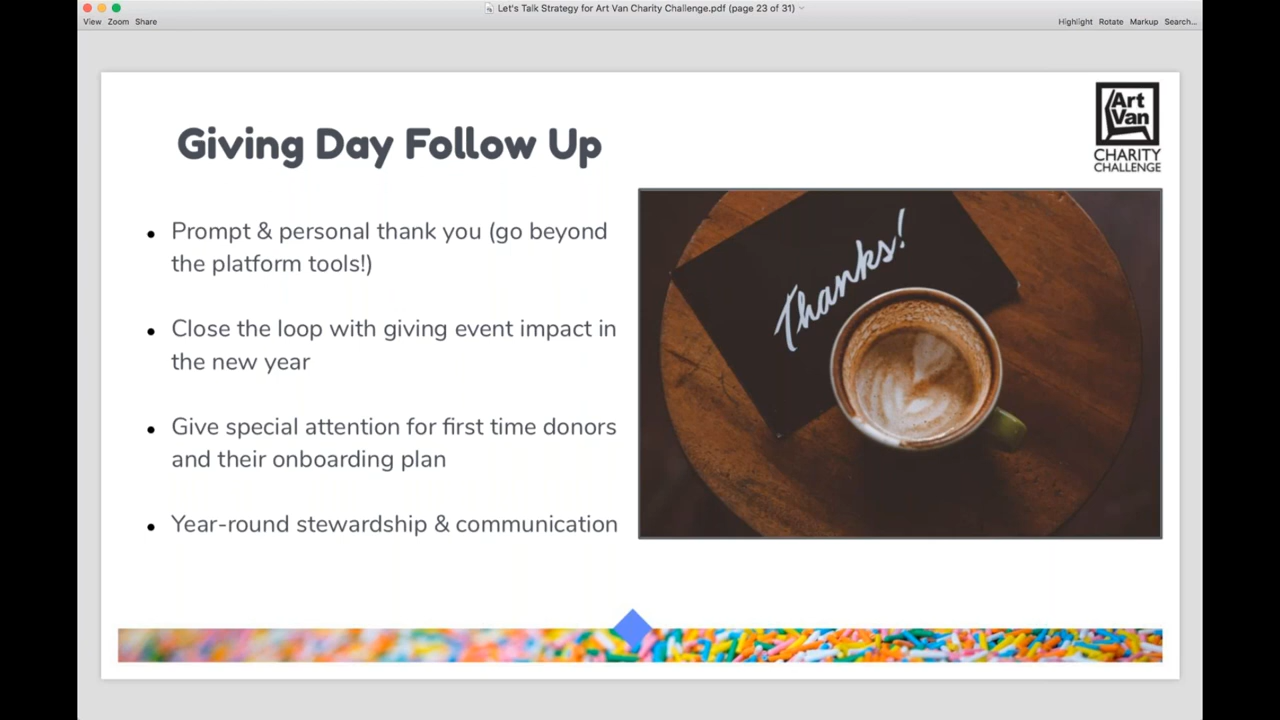 Let's Talk Strategy for Art Van Charity Challenge.pdf (page 23 of 31)
View Zoom Share
Highlight Rotate Markup Search...
Art
Van
CHARITY
CHALLENGE
Giving Day Follow Up
• Prompt & personal thank you (go beyond
the platform tools!)
• Close the loop with giving event impact in
the new year
• Give special attention for first time donors
and their onboarding plan
• Year-round stewardship & communication
Thanks!